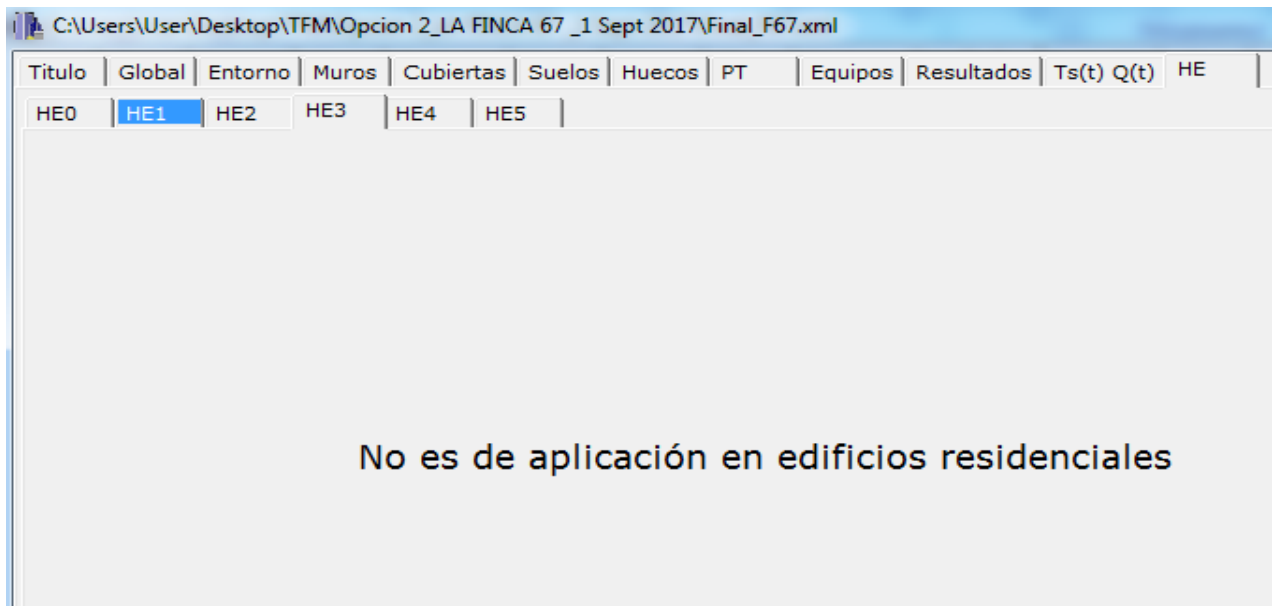 C:\Users\User\Desktop\TFM\Opcion 2_LA FINCA 67 _1 Sept 2017\Final_F67.xml
Titulo Global Entorno Muros Cubiertas Suelos Huecos PT Equipos Resultados Ts(t) Q(t) HE
HE0 HE1 HE2 HE3 HE4 HE5
No es de aplicación en edificios residenciales